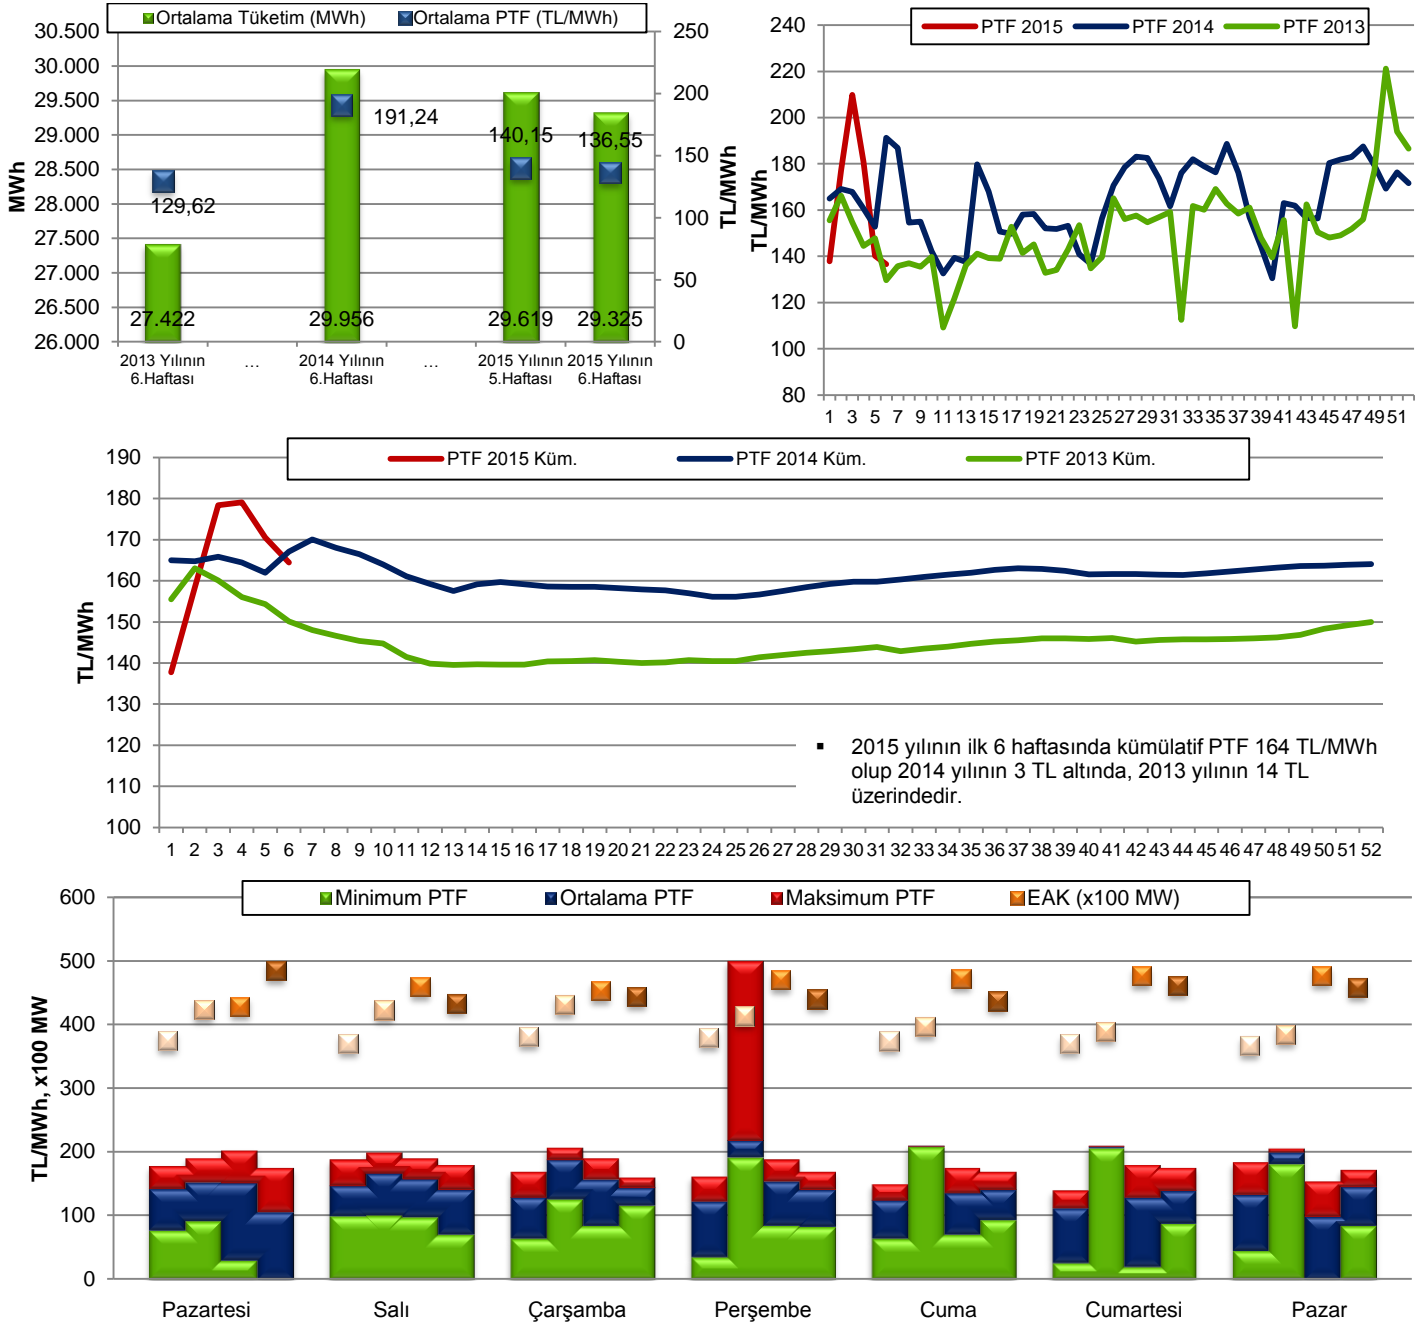 Ortalama Tüketim (MWh) Ortalama PTF (TL/MWh)
MWh
30.500
30.000
29.500
29.000
28.500
28.000
27.500
27.000
26.500
26.000
250
200
150
100
50
0
TL/MWh
129,62
191,24
140,15
136,55
27.422
29.956
29.619
29.325
2013 Yılının 6.Haftası
...
2014 Yılının 6.Haftası
...
2015 Yılının 5.Haftası
2015 Yılının 6.Haftası
PTF 2015 PTF 2014 PTF 2013
TL/MWh
240
220
200
180
160
140
120
100
80
1 3 5 7 9 11 13 15 17 19 21 23 25 27 29 31 33 35 37 39 41 43 45 47 49 51
PTF 2015 Küm. PTF 2014 Küm. PTF 2013 Küm.
TL/MWh
190
180
170
160
150
140
130
120
110
100
▪ 2015 yılının ilk 6 haftasında kümülatif PTF 164 TL/MWh
olup 2014 yılının 3 TL altında, 2013 yılının 14 TL
üzerindedir.
1 2 3 4 5 6 7 8 9 10 11 12 13 14 15 16 17 18 19 20 21 22 23 24 25 26 27 28 29 30 31 32 33 34 35 36 37 38 39 40 41 42 43 44 45 46 47 48 49 50 51 52
Minimum PTF Ortalama PTF Maksimum PTF EAK (x100 MW)
TL/MWh, x100 MW
600
500
400
300
200
100
0
Pazartesi Salı Çarşamba Perşembe Cuma Cumartesi Pazar